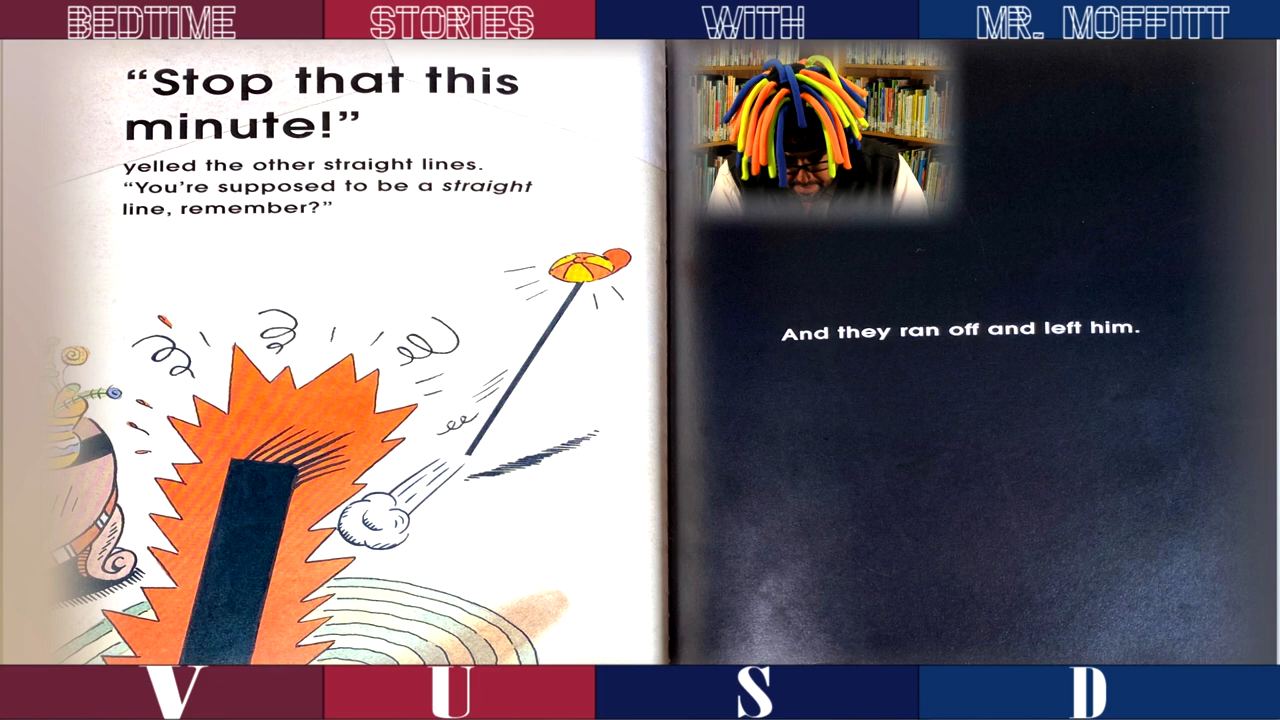 BEDTIME STORIES WITH MR. MOFFITT
“Stop that this
minute!”
yelled the other straight lines.
“You’re supposed to be a straight
line, remember?”
And they ran off and left him.
V U S D